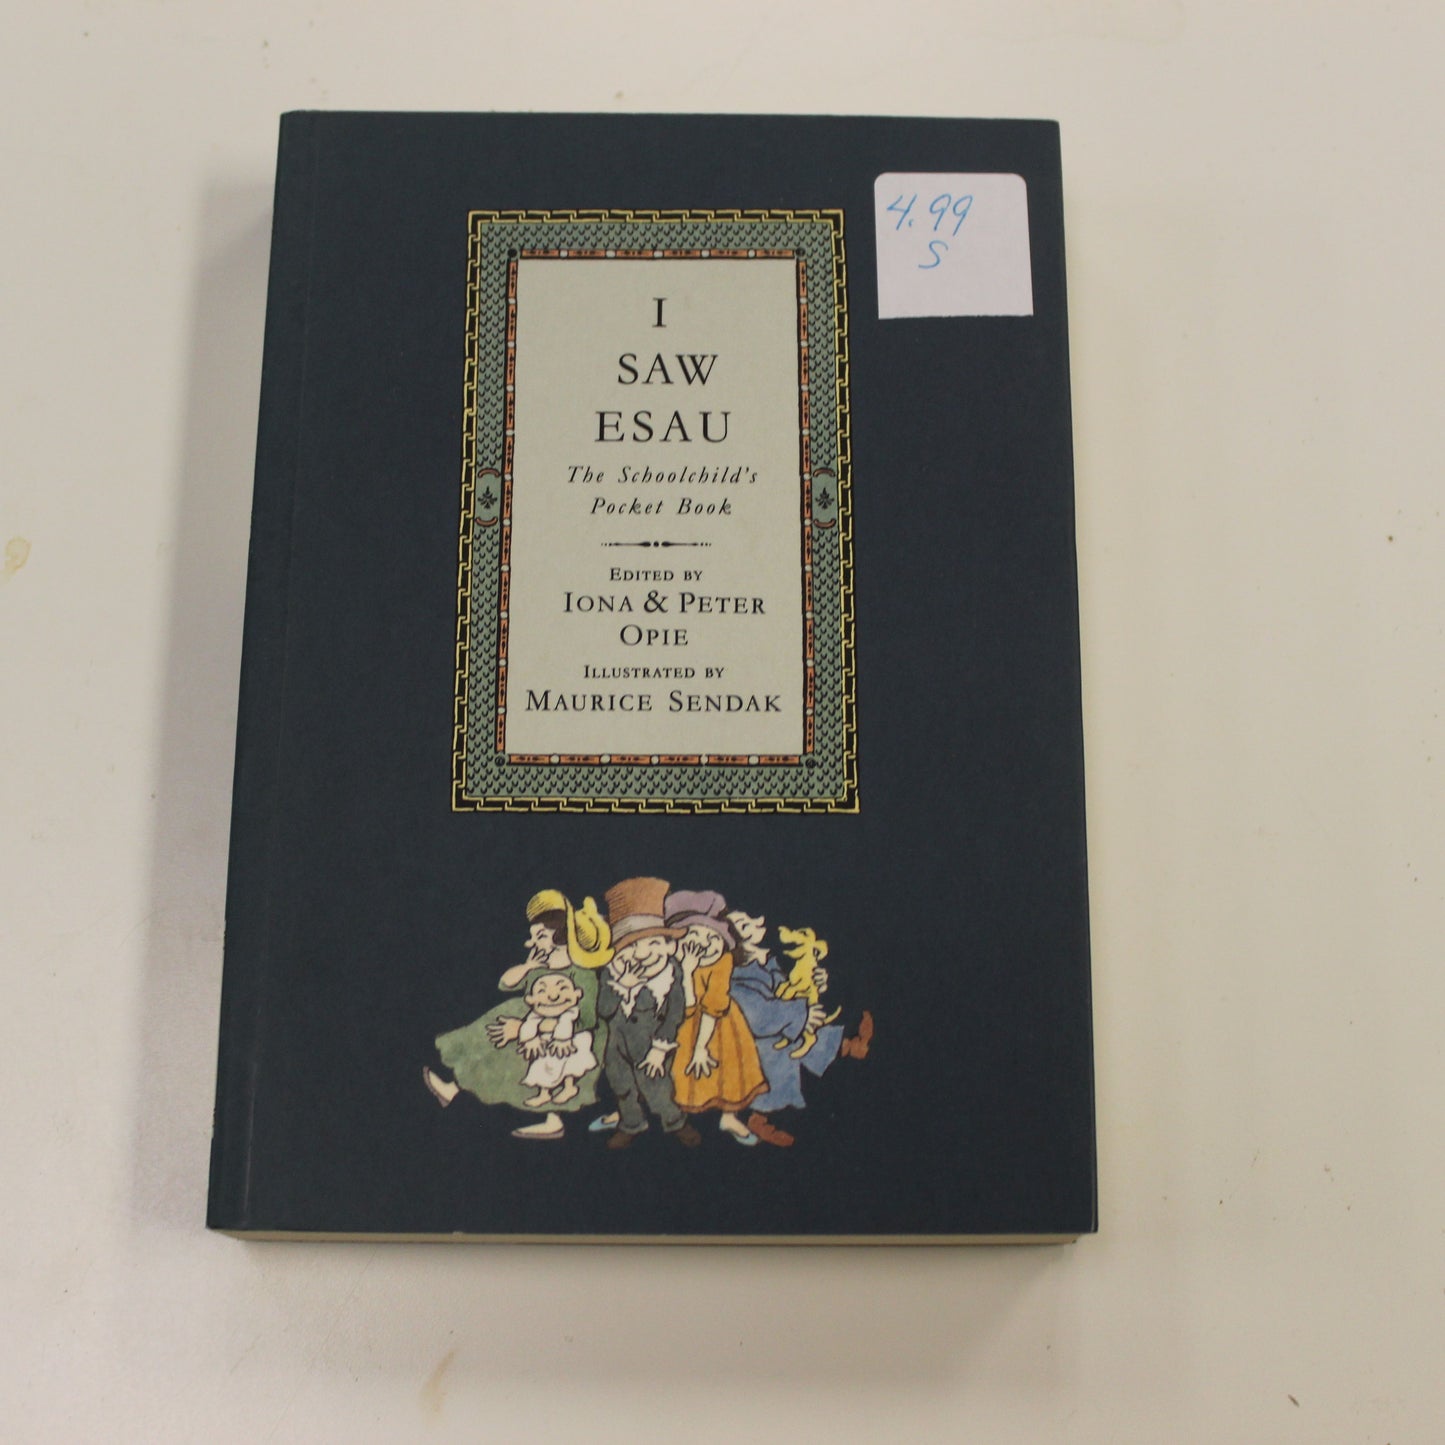 4.99
S
I
SAW
ESAU
The Schoolchild's
Pocket Book
EDITED BY
IONA & PETER
OPIE
ILLUSTRATED BY
MAURICE SENDAK